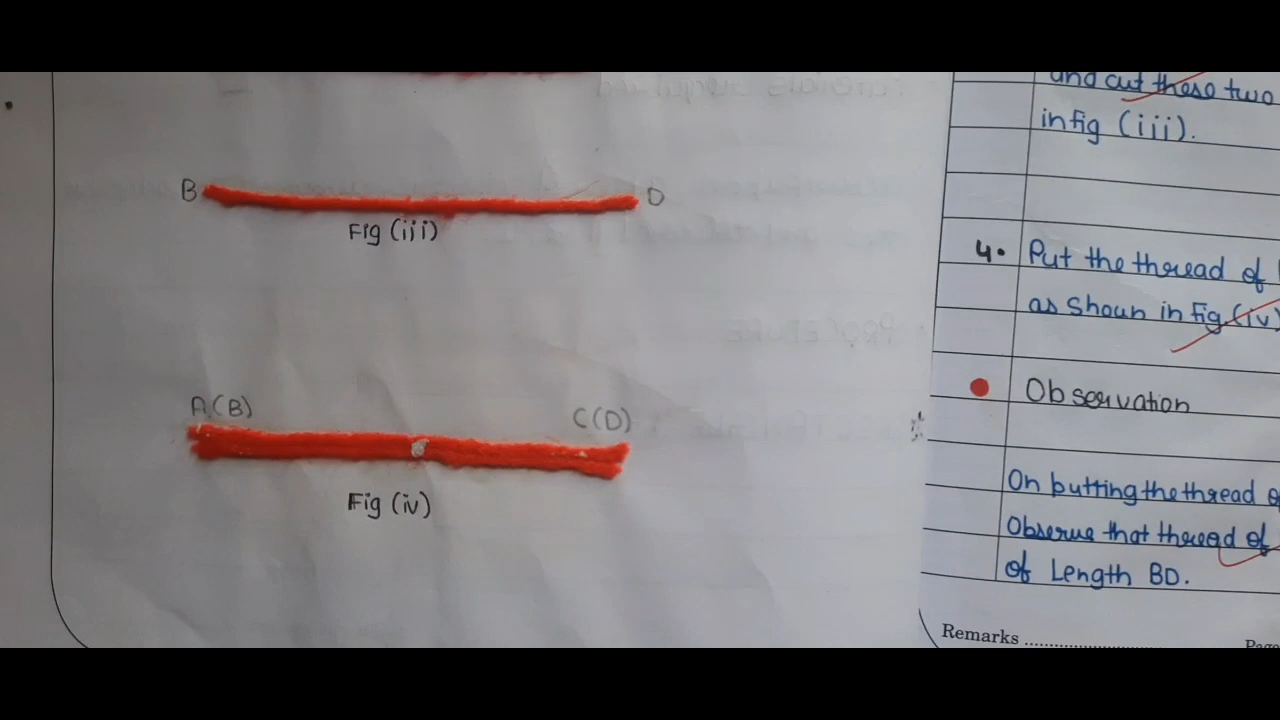 B
D
Fig (iii)
A(B)
C(D)
Fig (iv)
and cut these two
in fig (iii).
4. Put the thread of
as shown in fig (iv)
Observation
On butting the thread
Observe that thread of
of Length BD.
Remarks